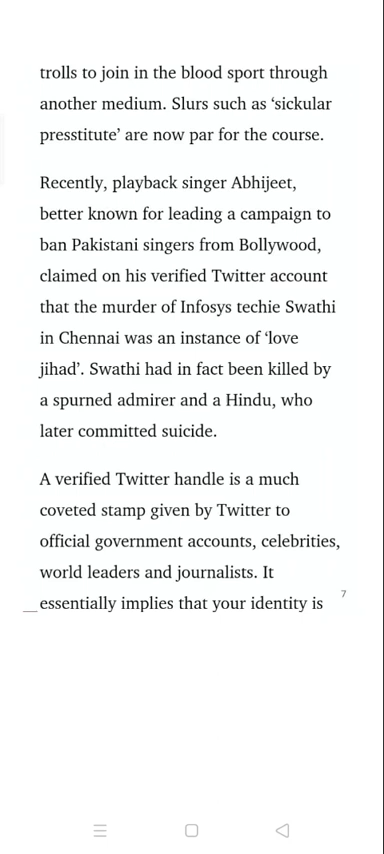 trolls to join in the blood sport through
another medium. Slurs such as ‘sickular
presstitute’ are now par for the course.
Recently, playback singer Abhijeet,
better known for leading a campaign to
ban Pakistani singers from Bollywood,
claimed on his verified Twitter account
that the murder of Infosys techie Swathi
in Chennai was an instance of ‘love
jihad’. Swathi had in fact been killed by
a spurned admirer and a Hindu, who
later committed suicide.
A verified Twitter handle is a much
coveted stamp given by Twitter to
official government accounts, celebrities,
world leaders and journalists. It
essentially implies that your identity is
7